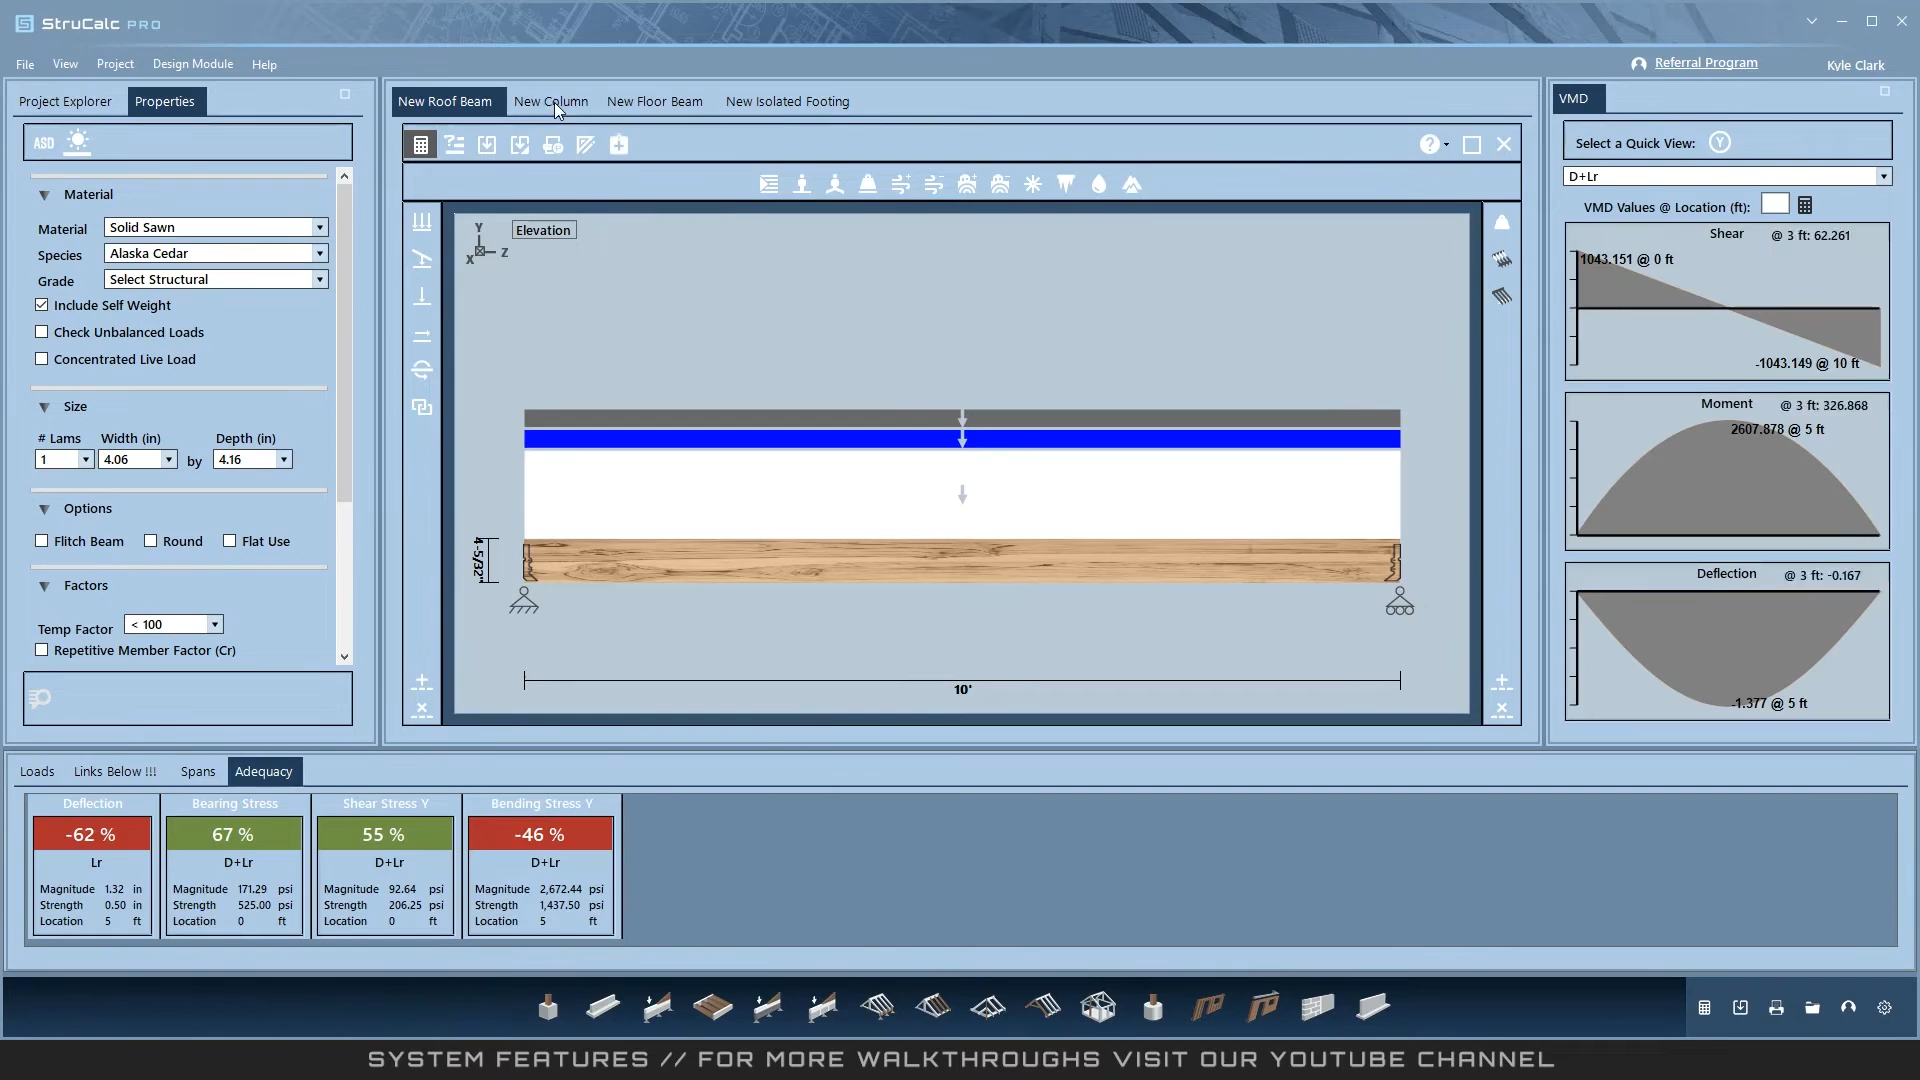 StruCalc PRO
File View Project Design Module Help
Referral Program
Kyle Clark
Project Explorer Properties
New Roof Beam New Column New Floor Beam New Isolated Footing
VMD
ASD
Select a Quick View: Y
D+Lr
VMD Values @ Location (ft):
Material
Material Solid Sawn
Species Alaska Cedar
Grade Select Structural
Include Self Weight
Check Unbalanced Loads
Concentrated Live Load
Size
# Lams Width (in) Depth (in)
1 4.06 by 4.16
Options
Flitch Beam Round Flat Use
Factors
Temp Factor < 100
Repetitive Member Factor (Cr)
Y
X Z
Elevation
4-5/32"
10'
Shear @ 3 ft: 62.261
1043.151 @ 0 ft
-1043.149 @ 10 ft
Moment @ 3 ft: 326.868
2607.878 @ 5 ft
Deflection @ 3 ft: -0.167
-1.377 @ 5 ft
Loads Links Below !!! Spans Adequacy
Deflection
-62 %
Lr
Magnitude 1.32 in
Strength 0.50 in
Location 5 ft
Bearing Stress
67 %
D+Lr
Magnitude 171.29 psi
Strength 525.00 psi
Location 0 ft
Shear Stress Y
55 %
D+Lr
Magnitude 92.64 psi
Strength 206.25 psi
Location 0 ft
Bending Stress Y
-46 %
D+Lr
Magnitude 2,672.44 psi
Strength 1,437.50 psi
Location 5 ft
SYSTEM FEATURES // FOR MORE WALKTHROUGHS VISIT OUR YOUTUBE CHANNEL